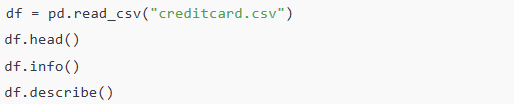 df = pd.read_csv("creditcard.csv")
df.head()
df.info()
df.describe()